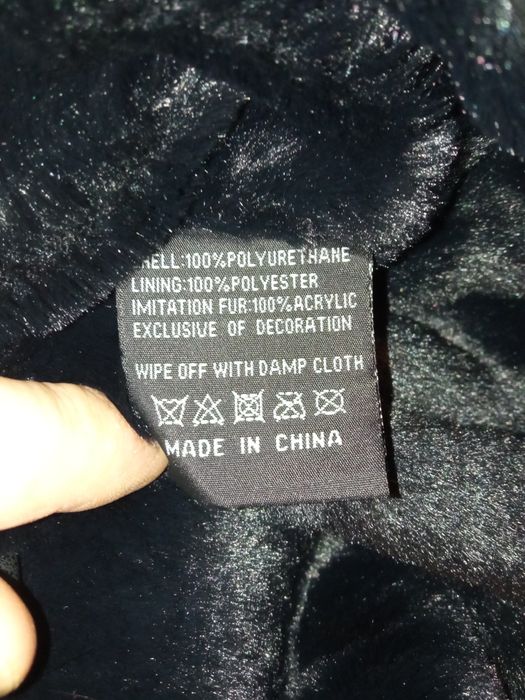 SHELL:100%POLYURETHANE
LINING:100%POLYESTER
IMITATION FUR:100%ACRYLIC
EXCLUSIVE OF DECORATION
WIPE OFF WITH DAMP CLOTH
MADE IN CHINA